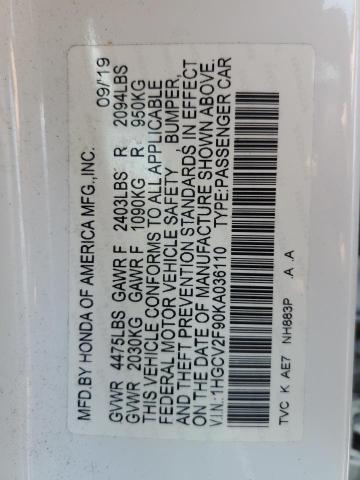 MFD.BY HONDA OF AMERICA MFG.,INC. 09/19
GVWR 4475LBS GAWR F 2403LBS R 2094LBS
GVWR 2030KG GAWR F 1090KG R 950KG
THIS VEHICLE CONFORMS TO ALL APPLICABLE
FEDERAL MOTOR VEHICLE SAFETY , BUMPER,
AND THEFT PREVENTION STANDARDS IN EFFECT
ON THE DATE OF MANUFACTURE SHOWN ABOVE.
V.I.N.:1HGCV2F90KA036110 TYPE:PASSENGER CAR
TVC K AE7 NH883P .A .A